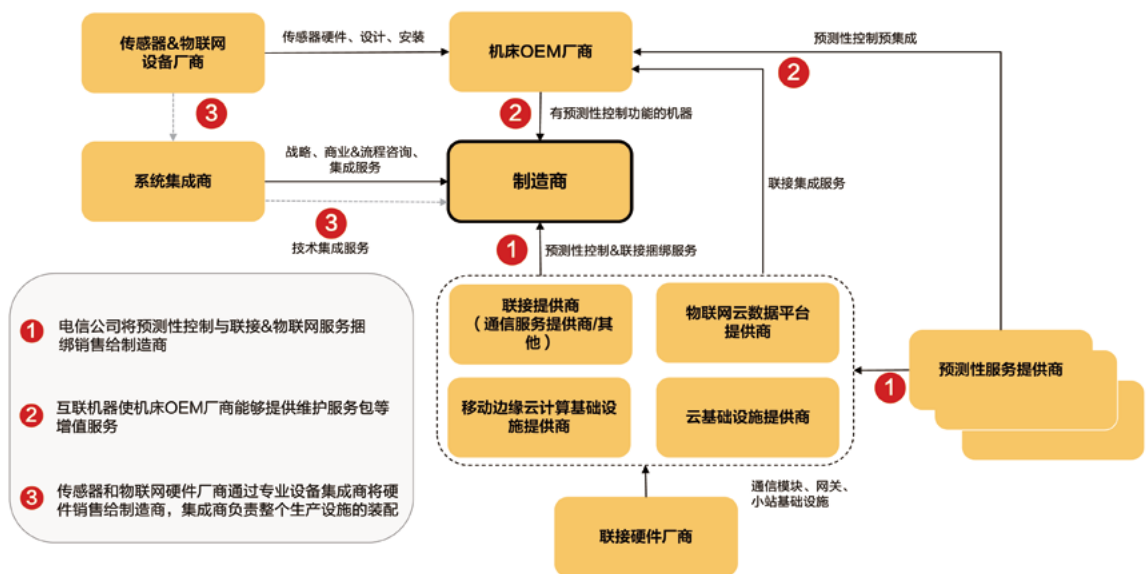 传感器&物联网
设备厂商
传感器硬件、设计、安装
机床OEM厂商
预测性控制预集成
2
3
2
有预测性控制功能的机器
系统集成商
战略、商业&流程咨询、
集成服务
制造商
联接集成服务
3
技术集成服务
1
预测性控制&联接捆绑服务
1
电信公司将预测性控制与联接&物联网服务捆
绑销售给制造商
2
互联机器使机床OEM厂商能够提供维护服务包等
增值服务
3
传感器和物联网硬件厂商通过专业设备集成商将硬
件销售给制造商，集成商负责整个生产设施的装配
联接提供商
（通信服务提供商/其
他）
物联网云数据平台
提供商
移动边缘云计算基础设
施提供商
云基础设施提供商
1
预测性服务提供商
通信模块、网关、
小站基础设施
联接硬件厂商